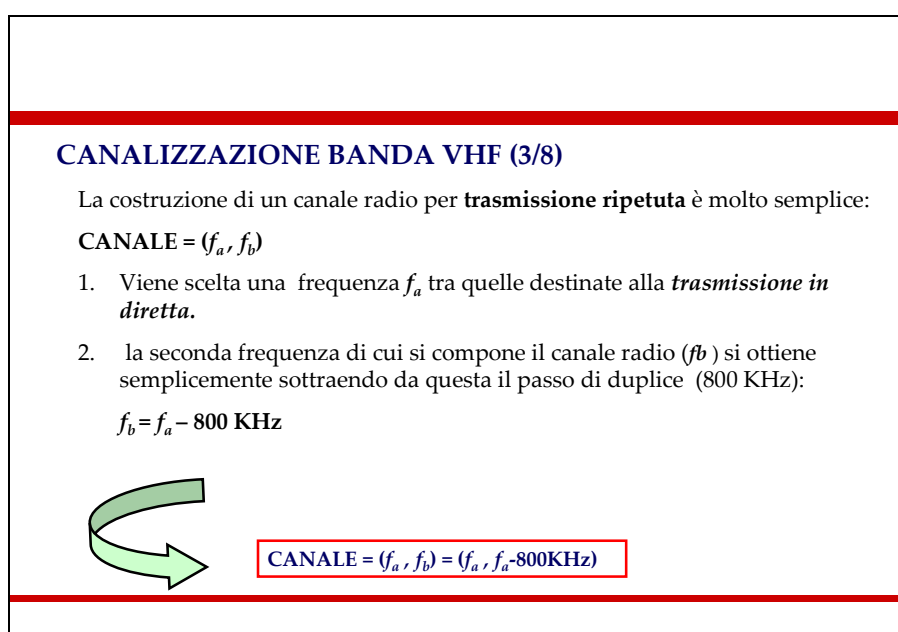 CANALIZZAZIONE BANDA VHF (3/8)
La costruzione di un canale radio per trasmissione ripetuta è molto semplice:
CANALE = (fa , fb)
1. Viene scelta una frequenza fa tra quelle destinate alla trasmissione in
diretta.
2. la seconda frequenza di cui si compone il canale radio (fb ) si ottiene
semplicemente sottraendo da questa il passo di duplice (800 KHz):
fb = fa – 800 KHz
CANALE = (fa , fb) = (fa , fa-800KHz)